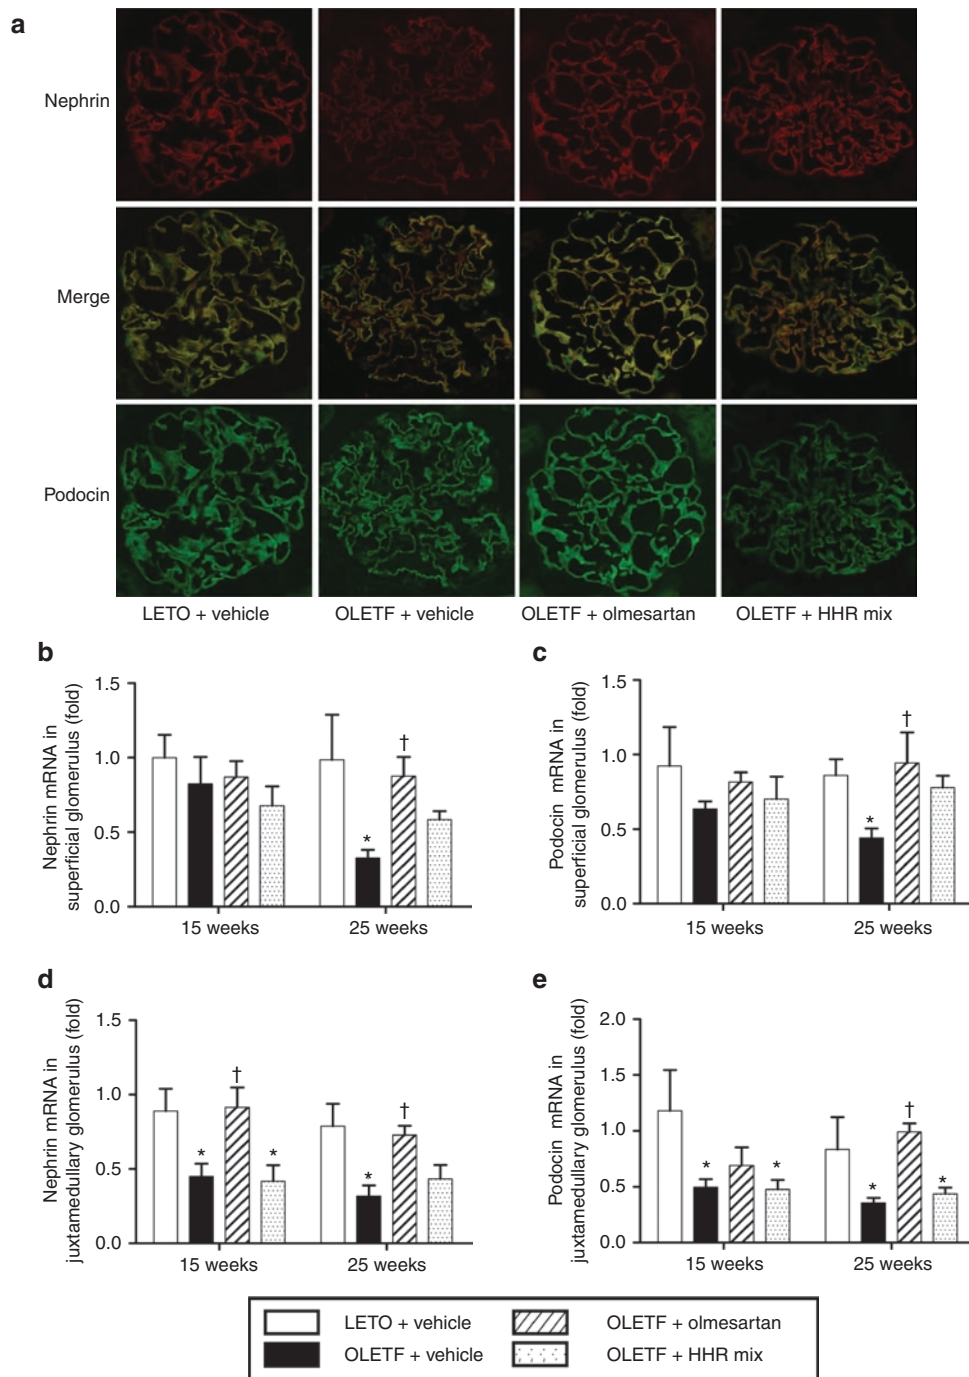 a
Nephrin
Merge
Podocin
LETO + vehicle
OLETF + vehicle
OLETF + olmesartan
OLETF + HHR mix
b
Nephrin mRNA in
superficial glomerulus (fold)
1.5
1.0
0.5
0.0
*
†
15 weeks
25 weeks
c
Podocin mRNA in
superficial glomerulus (fold)
1.5
1.0
0.5
0.0
*
†
15 weeks
25 weeks
d
Nephrin mRNA in
juxtamedullary glomerulus (fold)
1.5
1.0
0.5
0.0
*
†
*
*
†
15 weeks
25 weeks
e
Podocin mRNA in
juxtamedullary glomerulus (fold)
2.0
1.5
1.0
0.5
0.0
*
*
*
†
*
15 weeks
25 weeks
LETO + vehicle
OLETF + olmesartan
OLETF + vehicle
OLETF + HHR mix